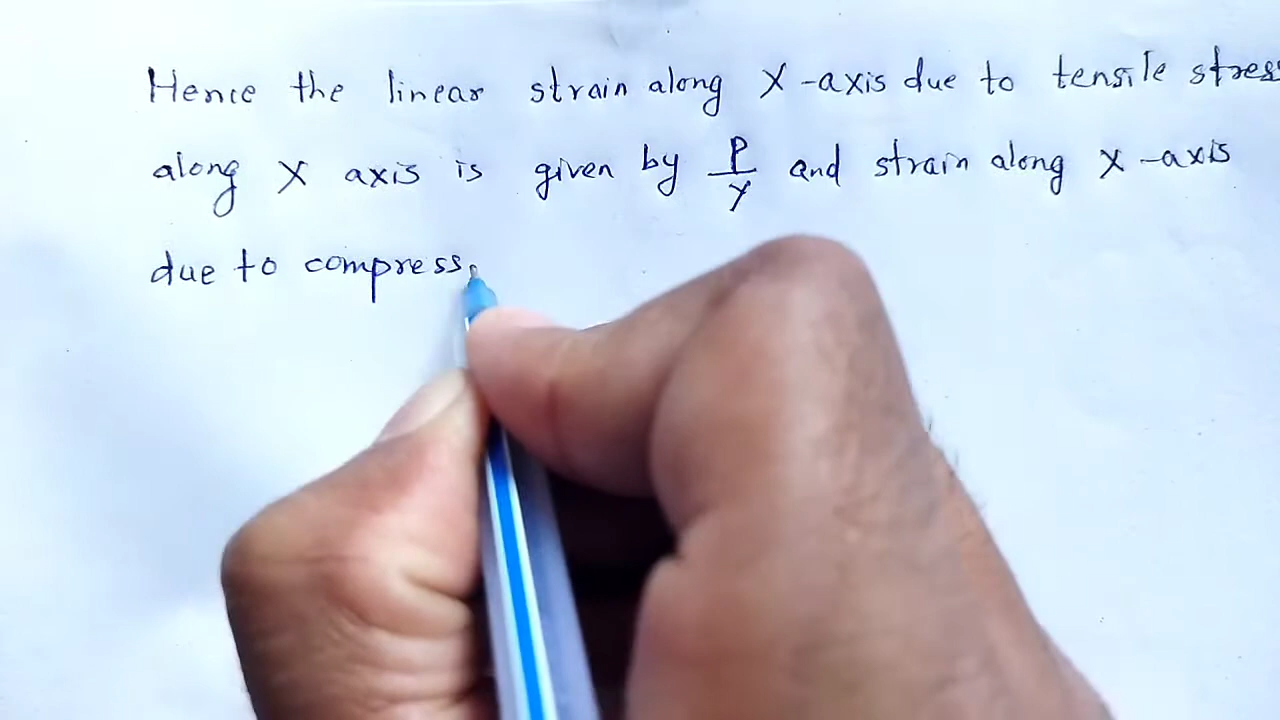 Hence the linear strain along X-axis due to tensile stress
along X axis is given by P/Y and strain along X-axis
due to compress